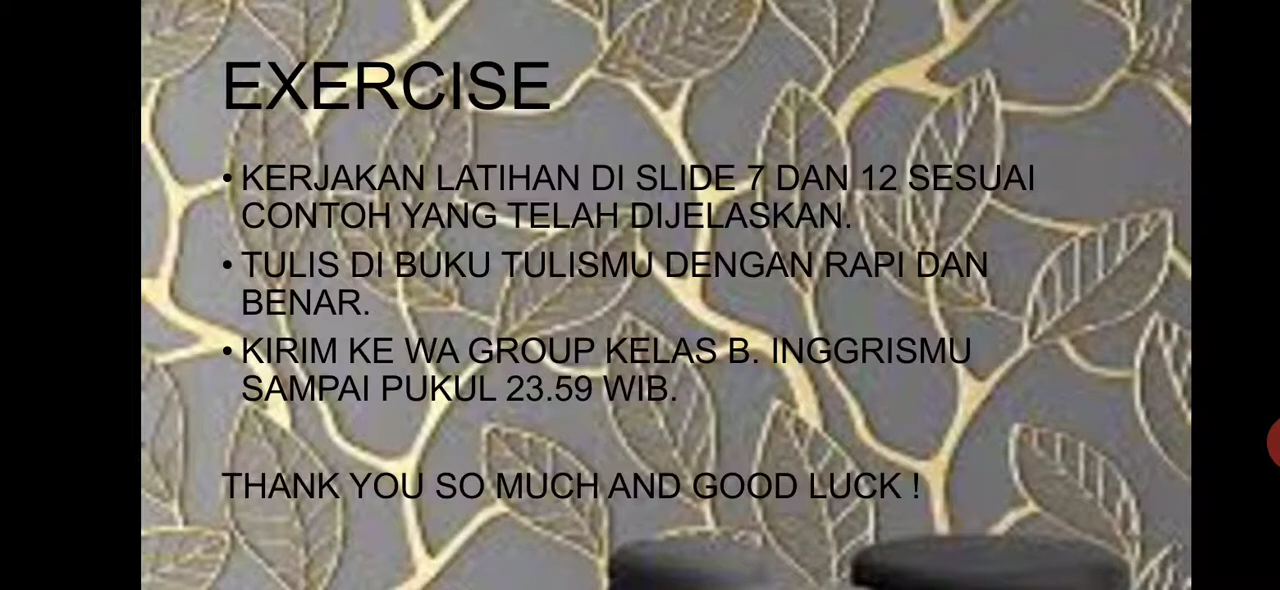 EXERCISE
• KERJAKAN LATIHAN DI SLIDE 7 DAN 12 SESUAI
CONTOH YANG TELAH DIJELASKAN.
• TULIS DI BUKU TULISMU DENGAN RAPI DAN
BENAR.
• KIRIM KE WA GROUP KELAS B. INGGRISMU
SAMPAI PUKUL 23.59 WIB.
THANK YOU SO MUCH AND GOOD LUCK !